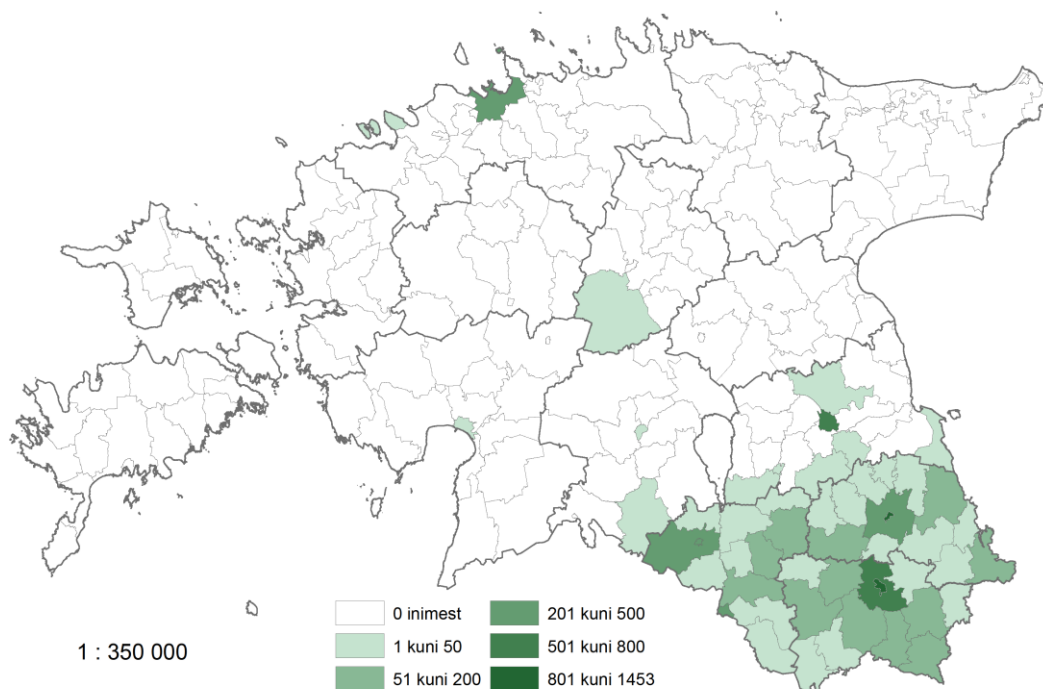 0 inimest
201 kuni 500
1 kuni 50
501 kuni 800
51 kuni 200
801 kuni 1453
1 : 350 000